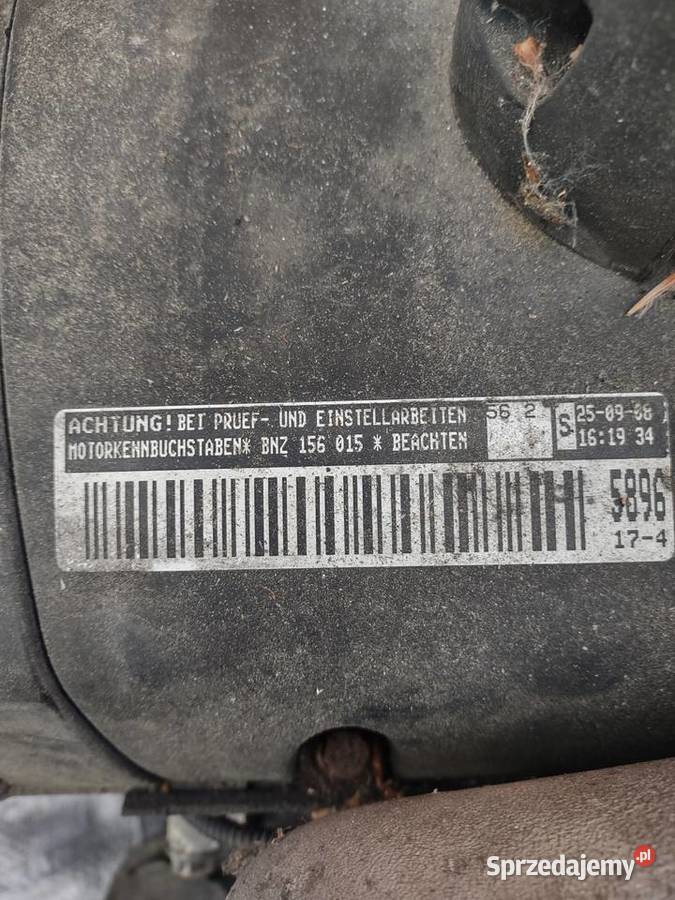 ACHTUNG! BEI PRUEF- UND EINSTELLARBEITEN
MOTORKENNBUCHSTABEN* BNZ 156 015 * BEACHTEN
56 2
S
25-09-08
16:19 34
5896
17-4
Sprzedajemy.pl